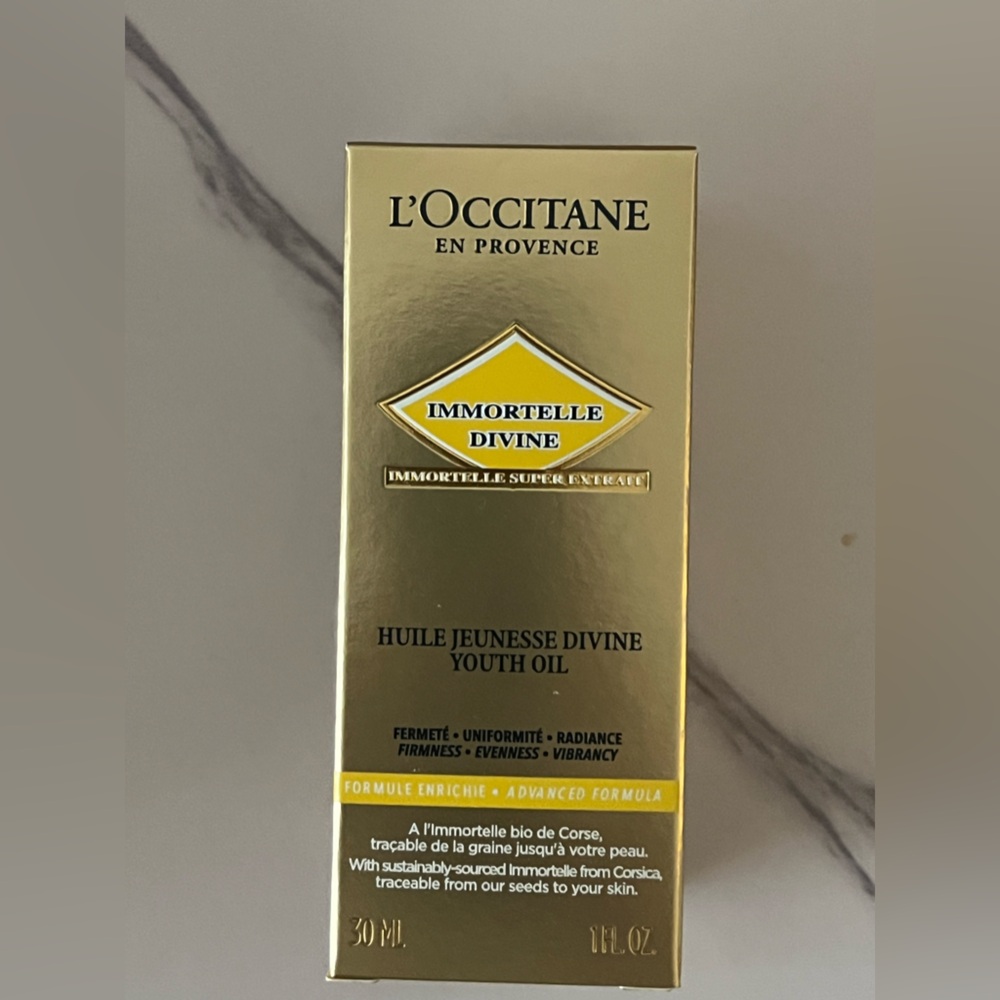 L'OCCITANE
EN PROVENCE
IMMORTELLE
DIVINE
IMMORTELLE SUPER EXTRAIT
HUILE JEUNESSE DIVINE
YOUTH OIL
FERMETÉ • UNIFORMITÉ • RADIANCE
FIRMNESS • EVENNESS • VIBRANCY
FORMULE ENRICHIE • ADVANCED FORMULA
A l'Immortelle bio de Corse,
traçable de la graine jusqu'à votre peau.
With sustainably-sourced Immortelle from Corsica,
traceable from our seeds to your skin.
30 ML 1 FL. OZ.